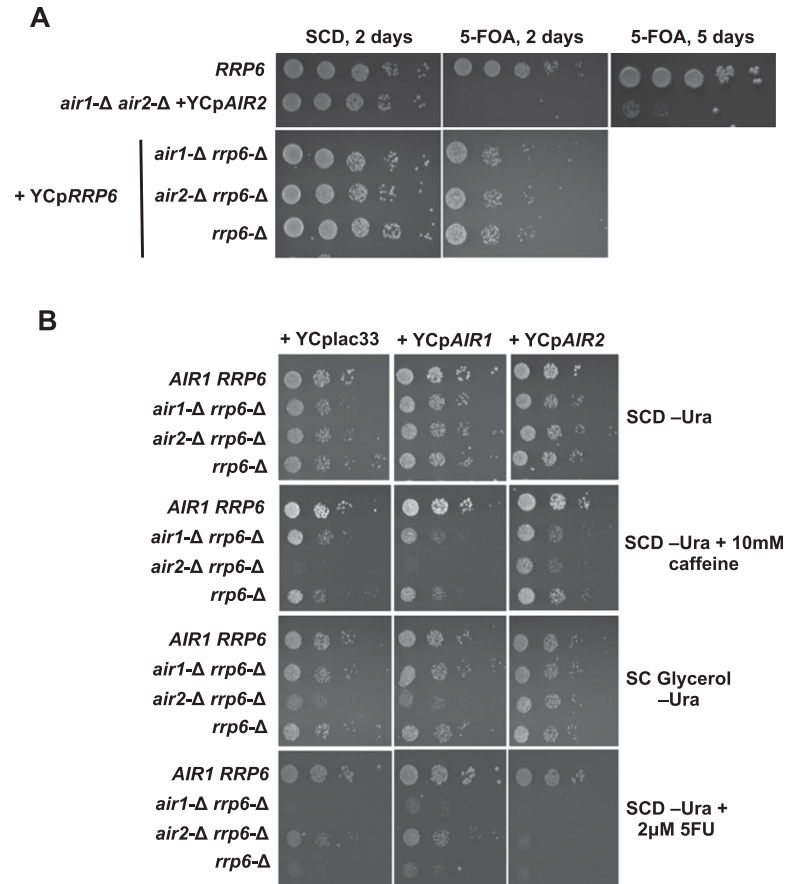 A
SCD, 2 days 5-FOA, 2 days 5-FOA, 5 days
RRP6
air1-Δ air2-Δ +YCpAIR2
+ YCpRRP6
air1-Δ rrp6-Δ
air2-Δ rrp6-Δ
rrp6-Δ
B
+ YCplac33 + YCpAIR1 + YCpAIR2
AIR1 RRP6
air1-Δ rrp6-Δ
air2-Δ rrp6-Δ
rrp6-Δ
SCD –Ura
AIR1 RRP6
air1-Δ rrp6-Δ
air2-Δ rrp6-Δ
rrp6-Δ
SCD –Ura + 10mM
caffeine
AIR1 RRP6
air1-Δ rrp6-Δ
air2-Δ rrp6-Δ
rrp6-Δ
SC Glycerol
–Ura
AIR1 RRP6
air1-Δ rrp6-Δ
air2-Δ rrp6-Δ
rrp6-Δ
SCD –Ura +
2µM 5FU